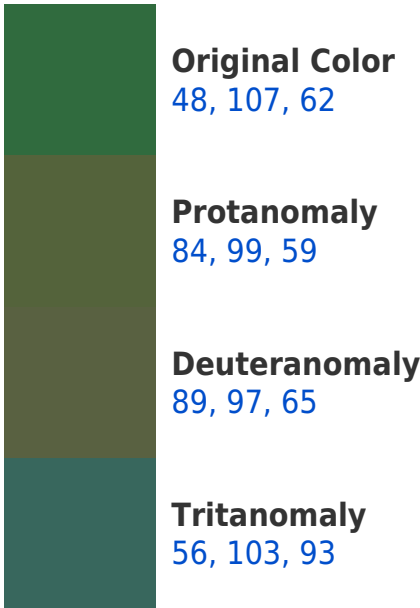 Original Color
48, 107, 62
Protanomaly
84, 99, 59
Deuteranomaly
89, 97, 65
Tritanomaly
56, 103, 93